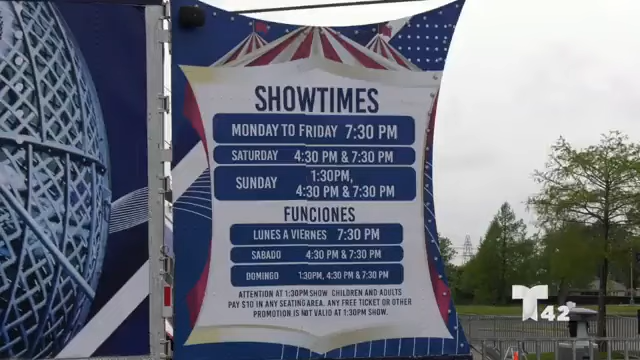 SHOWTIMES
MONDAY TO FRIDAY 7:30 PM
SATURDAY 4:30 PM & 7:30 PM
SUNDAY 1:30PM,
4:30 PM & 7:30 PM
FUNCIONES
LUNES A VIERNES 7:30 PM
SABADO 4:30 PM & 7:30 PM
DOMINGO 1:30PM, 4:30 PM & 7:30 PM
ATTENTION AT 1:30PM SHOW CHILDREN AND ADULTS
PAY $10 IN ANY SEATING AREA. ANY FREE TICKET OR OTHER
PROMOTION IS NOT VALID AT 1:30PM SHOW.
T 42